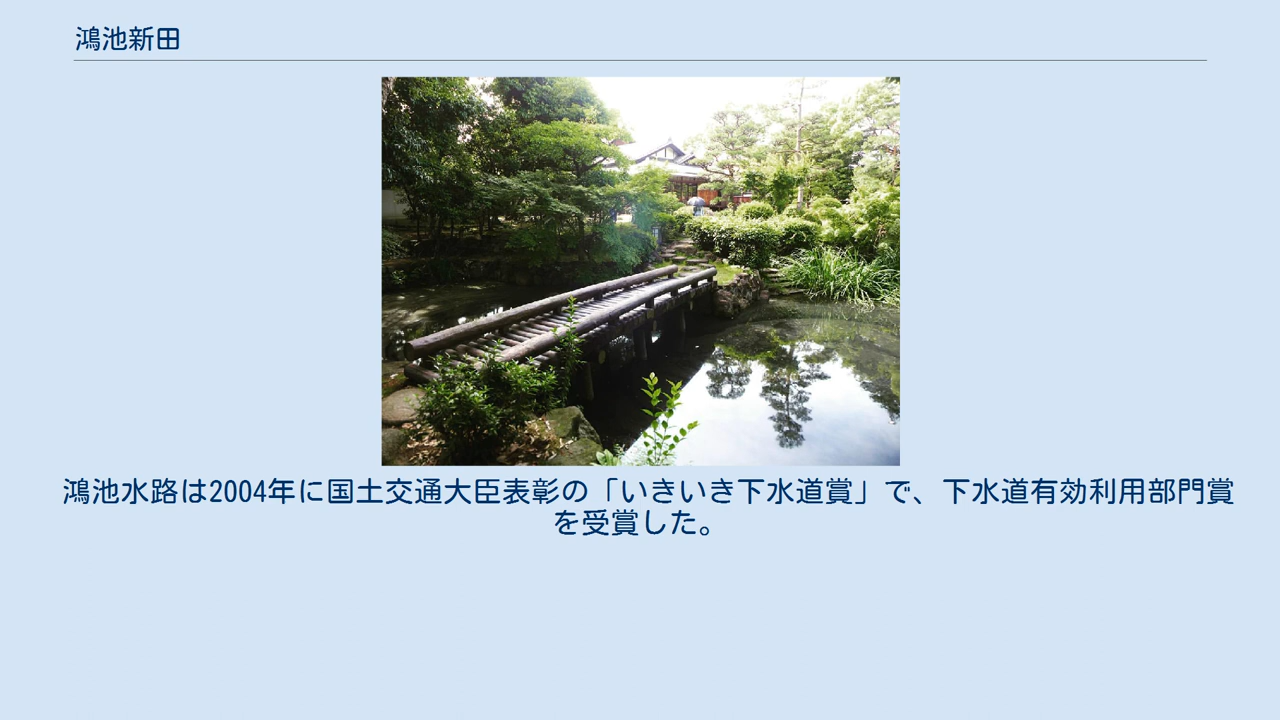 鴻池新田
鴻池水路は2004年に国土交通大臣表彰の「いきいき下水道賞」で、下水道有効利用部門賞
を受賞した。